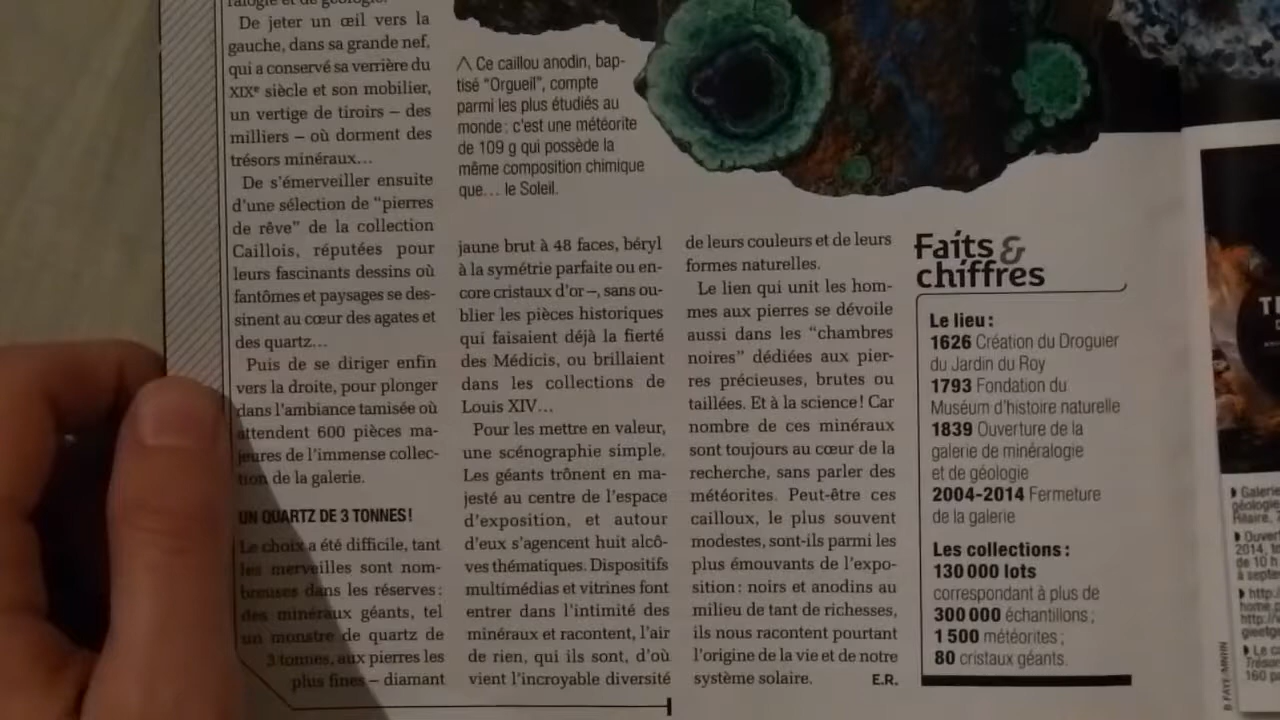 De jeter un œil vers la
gauche, dans sa grande nef,
qui a conservé sa verrière du
XIXe siècle et son mobilier,
un vertige de tiroirs – des
milliers – où dorment des
trésors minéraux…
De s'émerveiller ensuite
d'une sélection de "pierres
de rêve" de la collection
Caillois, réputées pour
leurs fascinants dessins où
fantômes et paysages se des-
sinent au cœur des agates et
des quartz…
Puis de se diriger enfin
vers la droite, pour plonger
dans l'ambiance tamisée où
attendent 600 pièces ma-
jeures de l'immense collec-
tion de la galerie.
UN QUARTZ DE 3 TONNES !
Le choix a été difficile, tant
les merveilles sont nom-
breuses dans les réserves :
des minéraux géants, tel
un monstre de quartz de
3 tonnes, aux pierres les
plus fines – diamant
Λ Ce caillou anodin, bap-
tisé "Orgueil", compte
parmi les plus étudiés au
monde : c'est une météorite
de 109 g qui possède la
même composition chimique
que… le Soleil.
jaune brut à 48 faces, béryl
à la symétrie parfaite ou en-
core cristaux d'or –, sans ou-
blier les pièces historiques
qui faisaient déjà la fierté
des Médicis, ou brillaient
dans les collections de
Louis XIV…
Pour les mettre en valeur,
une scénographie simple.
Les géants trônent en ma-
jesté au centre de l'espace
d'exposition, et autour
d'eux s'agencent huit alcô-
ves thématiques. Dispositifs
multimédias et vitrines font
entrer dans l'intimité des
minéraux et racontent, l'air
de rien, qui ils sont, d'où
vient l'incroyable diversité
de leurs couleurs et de leurs
formes naturelles.
Le lien qui unit les hom-
mes aux pierres se dévoile
aussi dans les "chambres
noires" dédiées aux pier-
res précieuses, brutes ou
taillées. Et à la science ! Car
nombre de ces minéraux
sont toujours au cœur de la
recherche, sans parler des
météorites. Peut-être ces
cailloux, le plus souvent
modestes, sont-ils parmi les
plus émouvants de l'expo-
sition : noirs et anodins au
milieu de tant de richesses,
ils nous racontent pourtant
l'origine de la vie et de notre
système solaire. E.R.
Faits &
chiffres
Le lieu :
1626 Création du Droguier
du Jardin du Roy
1793 Fondation du
Muséum d'histoire naturelle
1839 Ouverture de la
galerie de minéralogie
et de géologie
2004-2014 Fermeture
de la galerie
Les collections :
130 000 lots
correspondant à plus de
300 000 échantillons ;
1 500 météorites ;
80 cristaux géants.